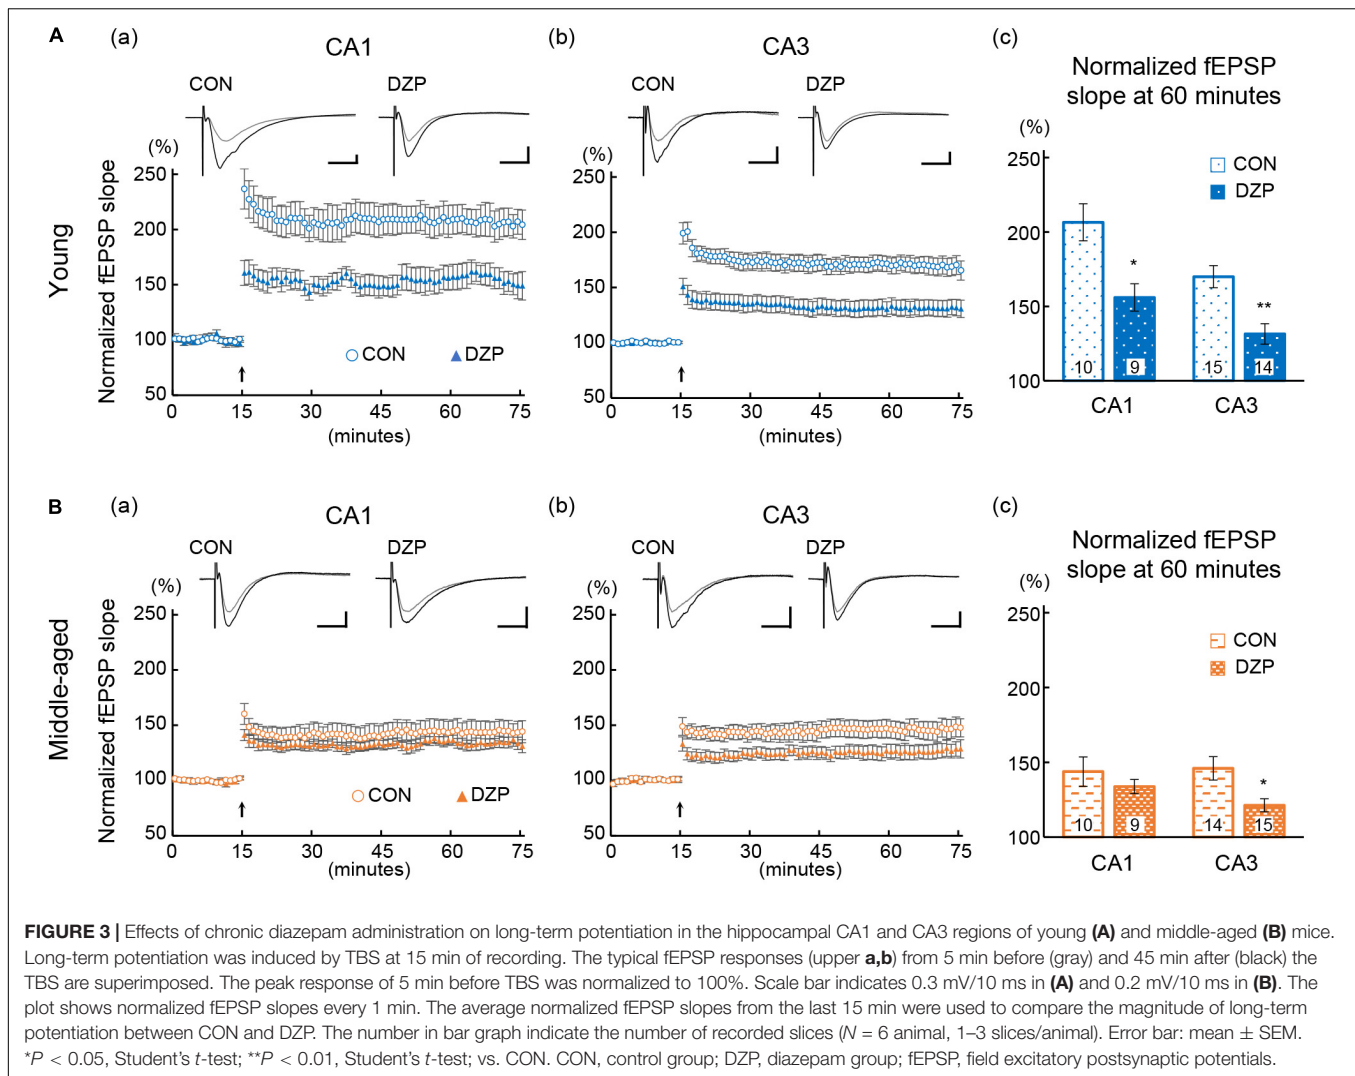 A
(a)
CA1
(b)
CA3
(c)
Normalized fEPSP
slope at 60 minutes
CON
DZP
CON
DZP
(%)
(%)
(%)
Young
Normalized fEPSP slope
250
200
150
100
50
0
15
30
45
60
75
(minutes)
CON
DZP
250
200
150
100
50
0
15
30
45
60
75
(minutes)
250
200
150
100
CON
DZP
*
**
10
9
15
14
CA1
CA3
B
(a)
CA1
(b)
CA3
(c)
Normalized fEPSP
slope at 60 minutes
CON
DZP
CON
DZP
(%)
(%)
(%)
Middle-aged
Normalized fEPSP slope
250
200
150
100
50
0
15
30
45
60
75
(minutes)
CON
DZP
250
200
150
100
50
0
15
30
45
60
75
(minutes)
250
200
150
100
CON
DZP
*
10
9
14
15
CA1
CA3
FIGURE 3 | Effects of chronic diazepam administration on long-term potentiation in the hippocampal CA1 and CA3 regions of young (A) and middle-aged (B) mice.
Long-term potentiation was induced by TBS at 15 min of recording. The typical fEPSP responses (upper a,b) from 5 min before (gray) and 45 min after (black) the
TBS are superimposed. The peak response of 5 min before TBS was normalized to 100%. Scale bar indicates 0.3 mV/10 ms in (A) and 0.2 mV/10 ms in (B). The
plot shows normalized fEPSP slopes every 1 min. The average normalized fEPSP slopes from the last 15 min were used to compare the magnitude of long-term
potentiation between CON and DZP. The number in bar graph indicate the number of recorded slices (N = 6 animal, 1–3 slices/animal). Error bar: mean ± SEM.
*P < 0.05, Student's t-test; **P < 0.01, Student's t-test; vs. CON. CON, control group; DZP, diazepam group; fEPSP, field excitatory postsynaptic potentials.